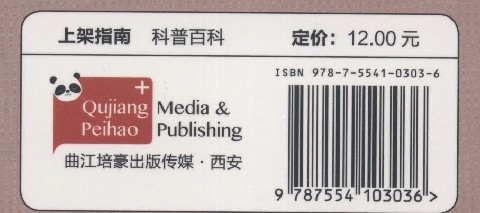 上架指南 科普百科 定价：12.00 元
ISBN 978-7-5541-0303-6
Qujiang Media &
Peihao Publishing
曲江培豪出版传媒·西安
9 787554 103036 >